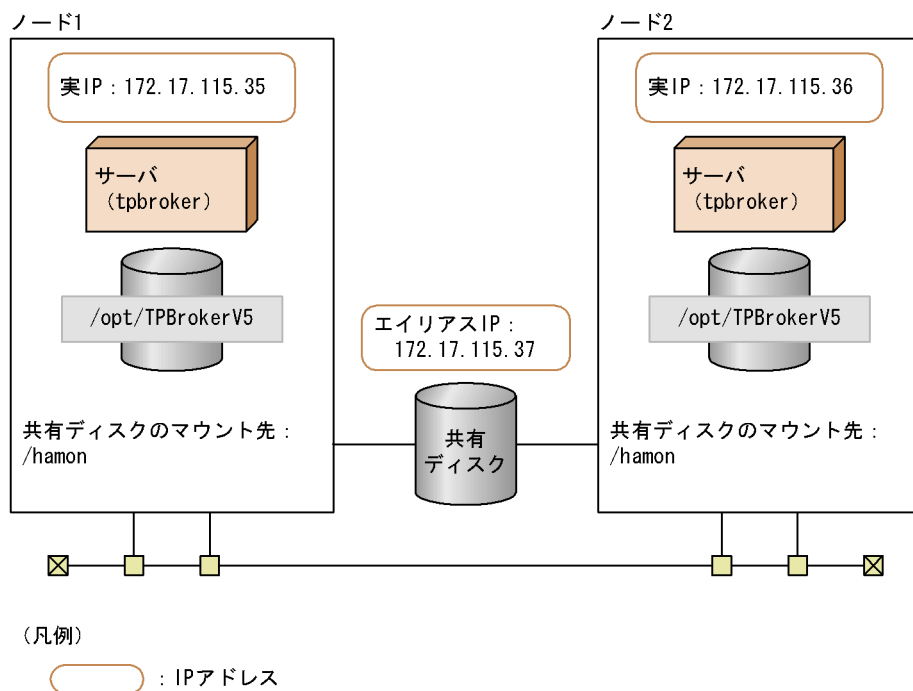 ノード1
実IP：172.17.115.35
サーバ
（tpbroker）
/opt/TPBrokerV5
共有ディスクのマウント先：
/hamon
エイリアスIP：
172.17.115.37
共有
ディスク
ノード2
実IP：172.17.115.36
サーバ
（tpbroker）
/opt/TPBrokerV5
共有ディスクのマウント先：
/hamon
（凡例）
：IPアドレス